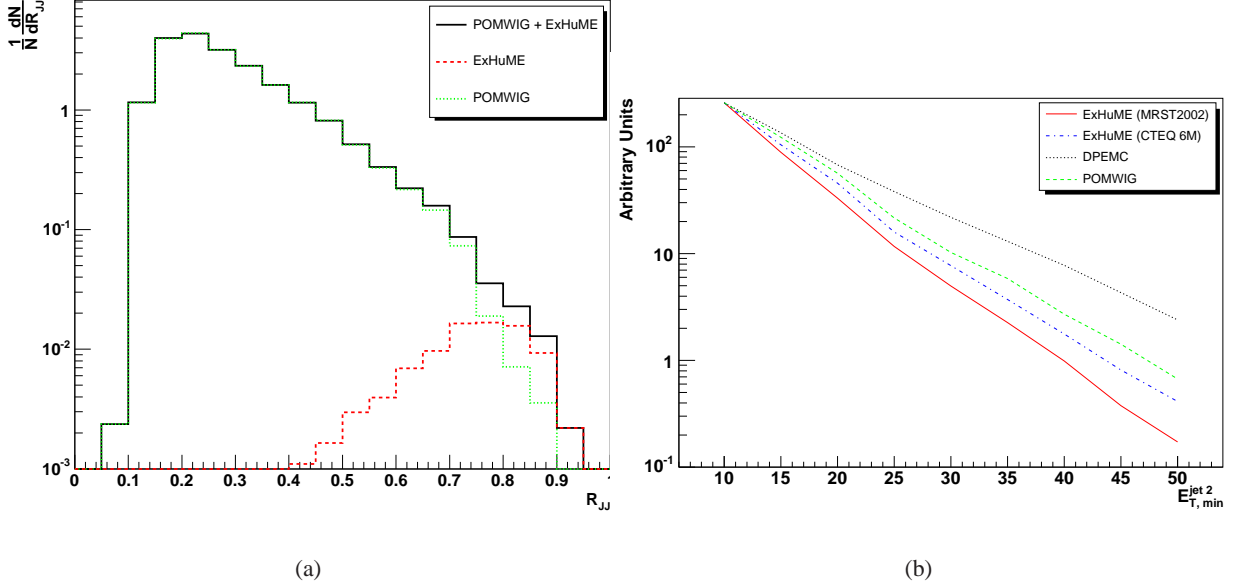 1/N dN/dR_JJ
POMWIG + ExHuME
ExHuME
POMWIG
1
10^-1
10^-2
10^-3
0 0.1 0.2 0.3 0.4 0.5 0.6 0.7 0.8 0.9 1
R_JJ
(a)
Arbitrary Units
ExHuME (MRST2002)
ExHuME (CTEQ 6M)
DPEMC
POMWIG
10^2
10
1
10^-1
10 15 20 25 30 35 40 45 50
E_T, min^jet 2
(b)